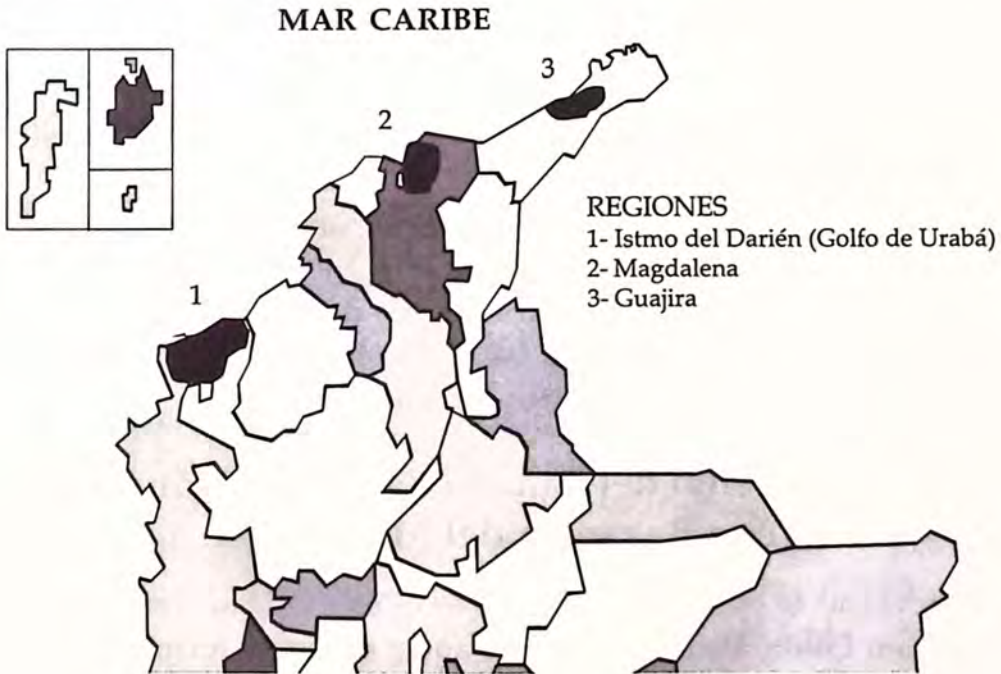 MAR CARIBE
3
2
REGIONES
1- Istmo del Darién (Golfo de Urabá)
2- Magdalena
3- Guajira
1